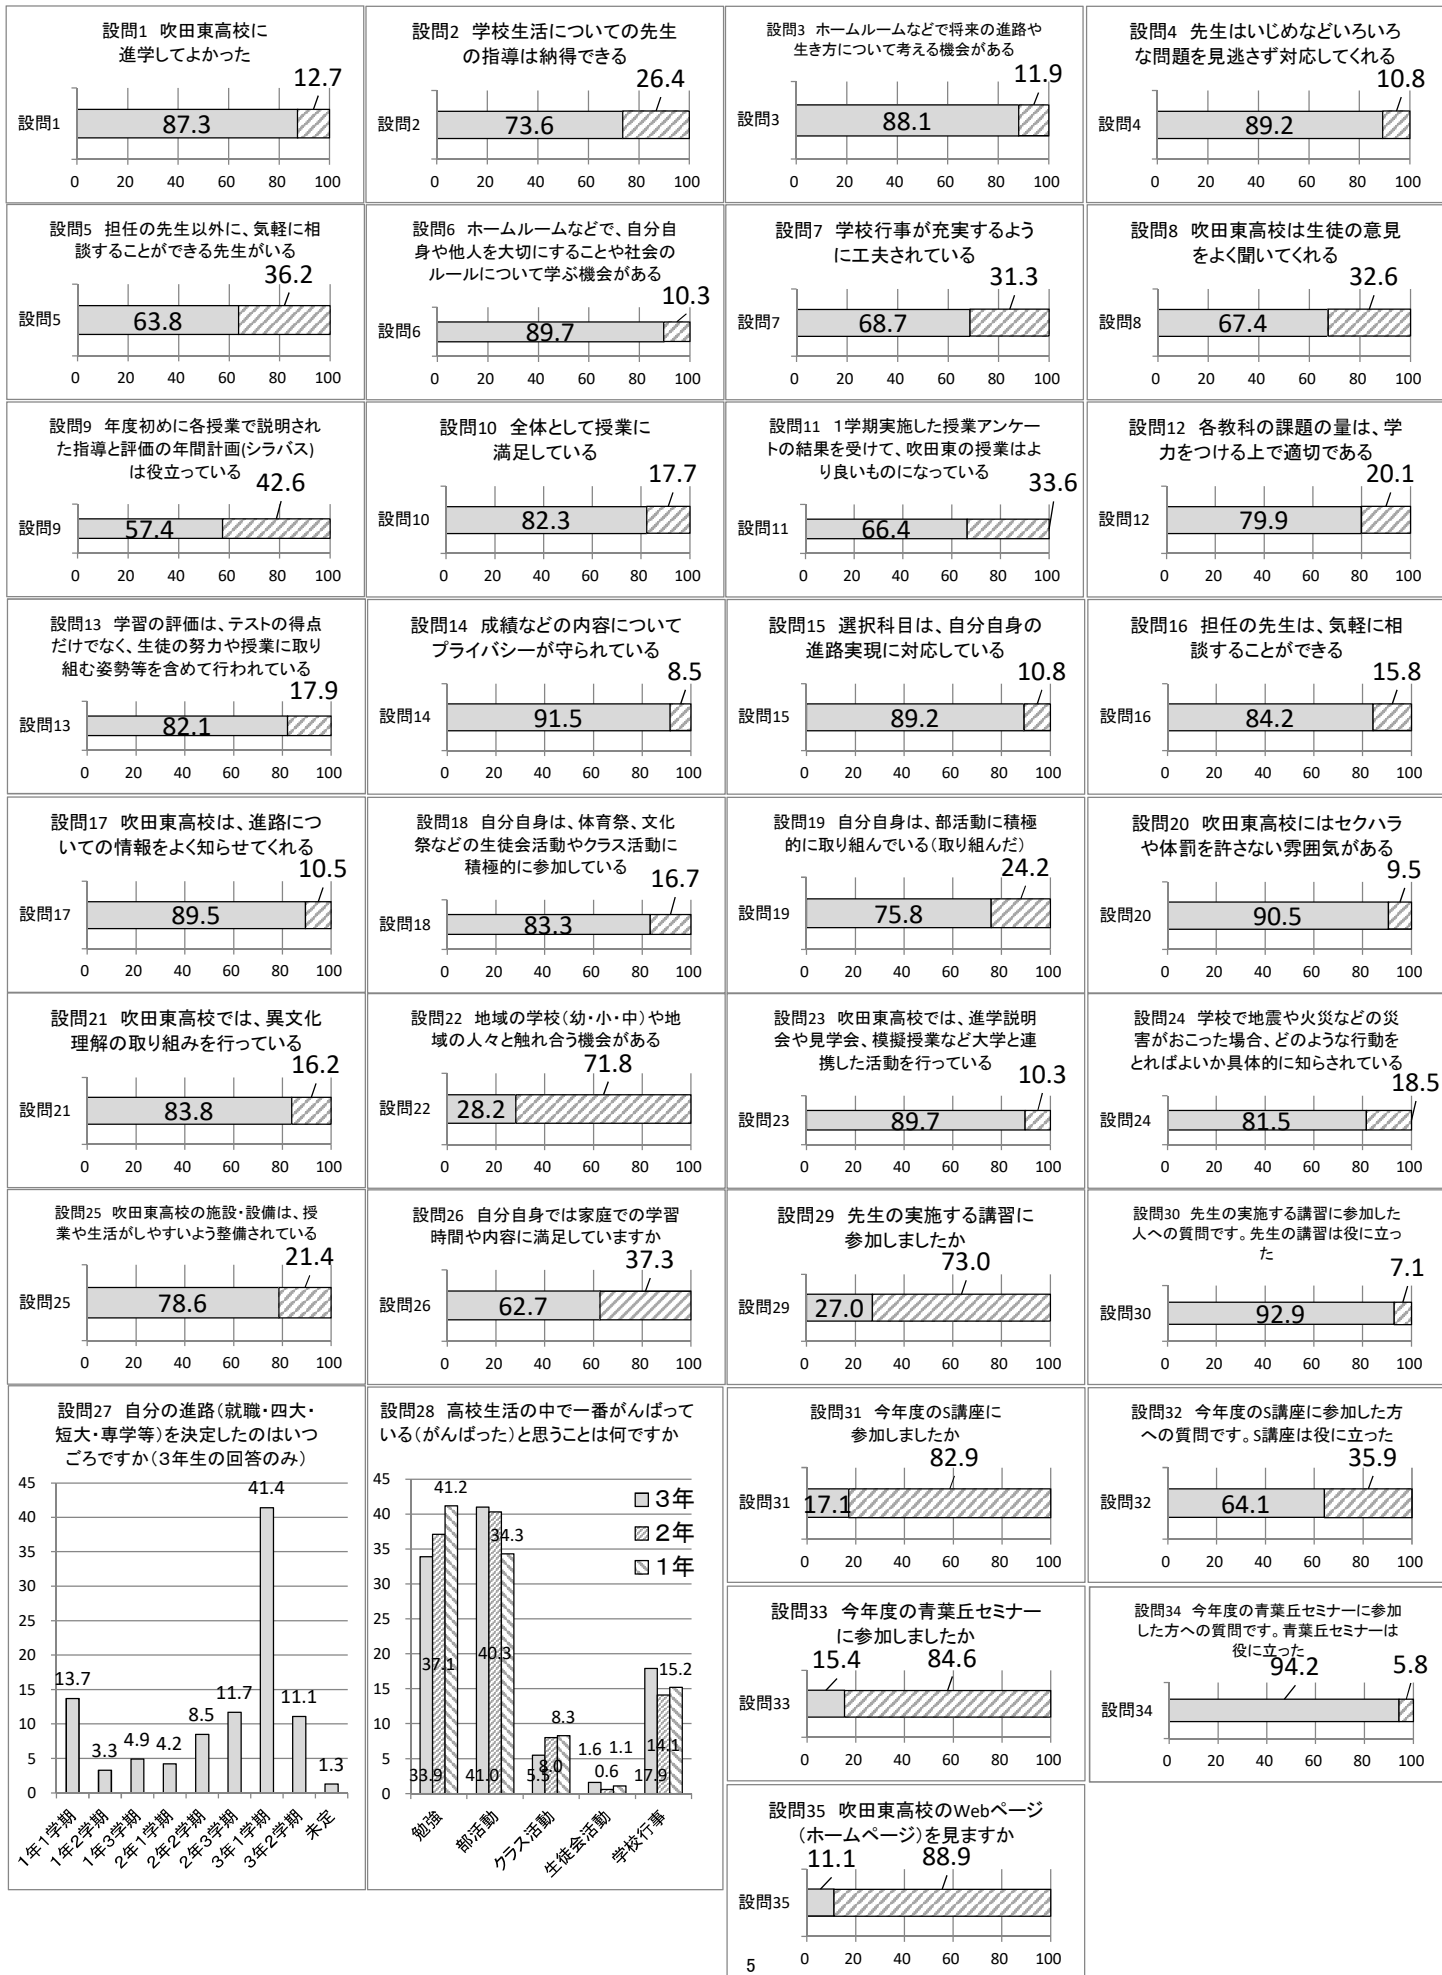 設問1 吹田東高校に
進学してよかった
12.7
設問1
87.3
0 20 40 60 80 100
設問2 学校生活についての先生
の指導は納得できる
26.4
設問2
73.6
0 20 40 60 80 100
設問3 ホームルームなどで将来の進路や
生き方について考える機会がある
11.9
設問3
88.1
0 20 40 60 80 100
設問4 先生はいじめなどいろいろ
な問題を見逃さず対応してくれる
10.8
設問4
89.2
0 20 40 60 80 100
設問5 担任の先生以外に、気軽に相
談することができる先生がいる
36.2
設問5
63.8
0 20 40 60 80 100
設問6 ホームルームなどで、自分自
身や他人を大切にすることや社会の
ルールについて学ぶ機会がある
10.3
設問6
89.7
0 20 40 60 80 100
設問7 学校行事が充実するよう
に工夫されている
31.3
設問7
68.7
0 20 40 60 80 100
設問8 吹田東高校は生徒の意見
をよく聞いてくれる
32.6
設問8
67.4
0 20 40 60 80 100
設問9 年度初めに各授業で説明され
た指導と評価の年間計画(シラバス)
は役立っている
42.6
設問9
57.4
0 20 40 60 80 100
設問10 全体として授業に
満足している
17.7
設問10
82.3
0 20 40 60 80 100
設問11 1学期実施した授業アンケー
トの結果を受けて、吹田東の授業はよ
り良いものになっている
33.6
設問11
66.4
0 20 40 60 80 100
設問12 各教科の課題の量は、学
力をつける上で適切である
20.1
設問12
79.9
0 20 40 60 80 100
設問13 学習の評価は、テストの得点
だけでなく、生徒の努力や授業に取り
組む姿勢等を含めて行われている
17.9
設問13
82.1
0 20 40 60 80 100
設問14 成績などの内容について
プライバシーが守られている
8.5
設問14
91.5
0 20 40 60 80 100
設問15 選択科目は、自分自身の
進路実現に対応している
10.8
設問15
89.2
0 20 40 60 80 100
設問16 担任の先生は、気軽に相
談することができる
15.8
設問16
84.2
0 20 40 60 80 100
設問17 吹田東高校は、進路につ
いての情報をよく知らせてくれる
10.5
設問17
89.5
0 20 40 60 80 100
設問18 自分自身は、体育祭、文化
祭などの生徒会活動やクラス活動に
積極的に参加している
16.7
設問18
83.3
0 20 40 60 80 100
設問19 自分自身は、部活動に積極
的に取り組んでいる(取り組んだ)
24.2
設問19
75.8
0 20 40 60 80 100
設問20 吹田東高校にはセクハラ
や体罰を許さない雰囲気がある
9.5
設問20
90.5
0 20 40 60 80 100
設問21 吹田東高校では、異文化
理解の取り組みを行っている
16.2
設問21
83.8
0 20 40 60 80 100
設問22 地域の学校(幼・小・中)や地
域の人々と触れ合う機会がある
71.8
設問22
28.2
0 20 40 60 80 100
設問23 吹田東高校では、進学説明
会や見学会、模擬授業など大学と連
携した活動を行っている
10.3
設問23
89.7
0 20 40 60 80 100
設問24 学校で地震や火災などの災
害がおこった場合、どのような行動を
とればよいか具体的に知らされている
18.5
設問24
81.5
0 20 40 60 80 100
設問25 吹田東高校の施設・設備は、授
業や生活がしやすいよう整備されている
21.4
設問25
78.6
0 20 40 60 80 100
設問26 自分自身では家庭での学習
時間や内容に満足していますか
37.3
設問26
62.7
0 20 40 60 80 100
設問29 先生の実施する講習に
参加しましたか
73.0
設問29
27.0
0 20 40 60 80 100
設問30 先生の実施する講習に参加した
人への質問です。先生の講習は役に立っ
た
7.1
設問30
92.9
0 20 40 60 80 100
設問27 自分の進路(就職・四大・
短大・専学等)を決定したのはいつ
ごろですか(3年生の回答のみ)
45
40
35
30
25
20
15
10
5
0
13.7
3.3
4.9
4.2
8.5
11.7
41.4
11.1
1.3
1年1学期
1年2学期
1年3学期
2年1学期
2年2学期
2年3学期
3年1学期
3年2学期
未定
設問28 高校生活の中で一番がんばって
いる(がんばった)と思うことは何ですか
45
40
35
30
25
20
15
10
5
0
3年
2年
1年
33.9
37.1
41.2
41.0
40.3
34.3
5.5
8.0
8.3
1.6
0.6
1.1
17.9
14.1
15.2
勉強
部活動
クラス活動
生徒会活動
学校行事
設問31 今年度のS講座に
参加しましたか
82.9
設問31
17.1
0 20 40 60 80 100
設問32 今年度のS講座に参加した方
への質問です。S講座は役に立った
35.9
設問32
64.1
0 20 40 60 80 100
設問33 今年度の青葉丘セミナー
に参加しましたか
15.4
84.6
設問33
0 20 40 60 80 100
設問34 今年度の青葉丘セミナーに参加
した方への質問です。青葉丘セミナーは
役に立った
94.2
5.8
設問34
0 20 40 60 80 100
設問35 吹田東高校のWebページ
(ホームページ)を見ますか
11.1
88.9
設問35
0 20 40 60 80 100
5